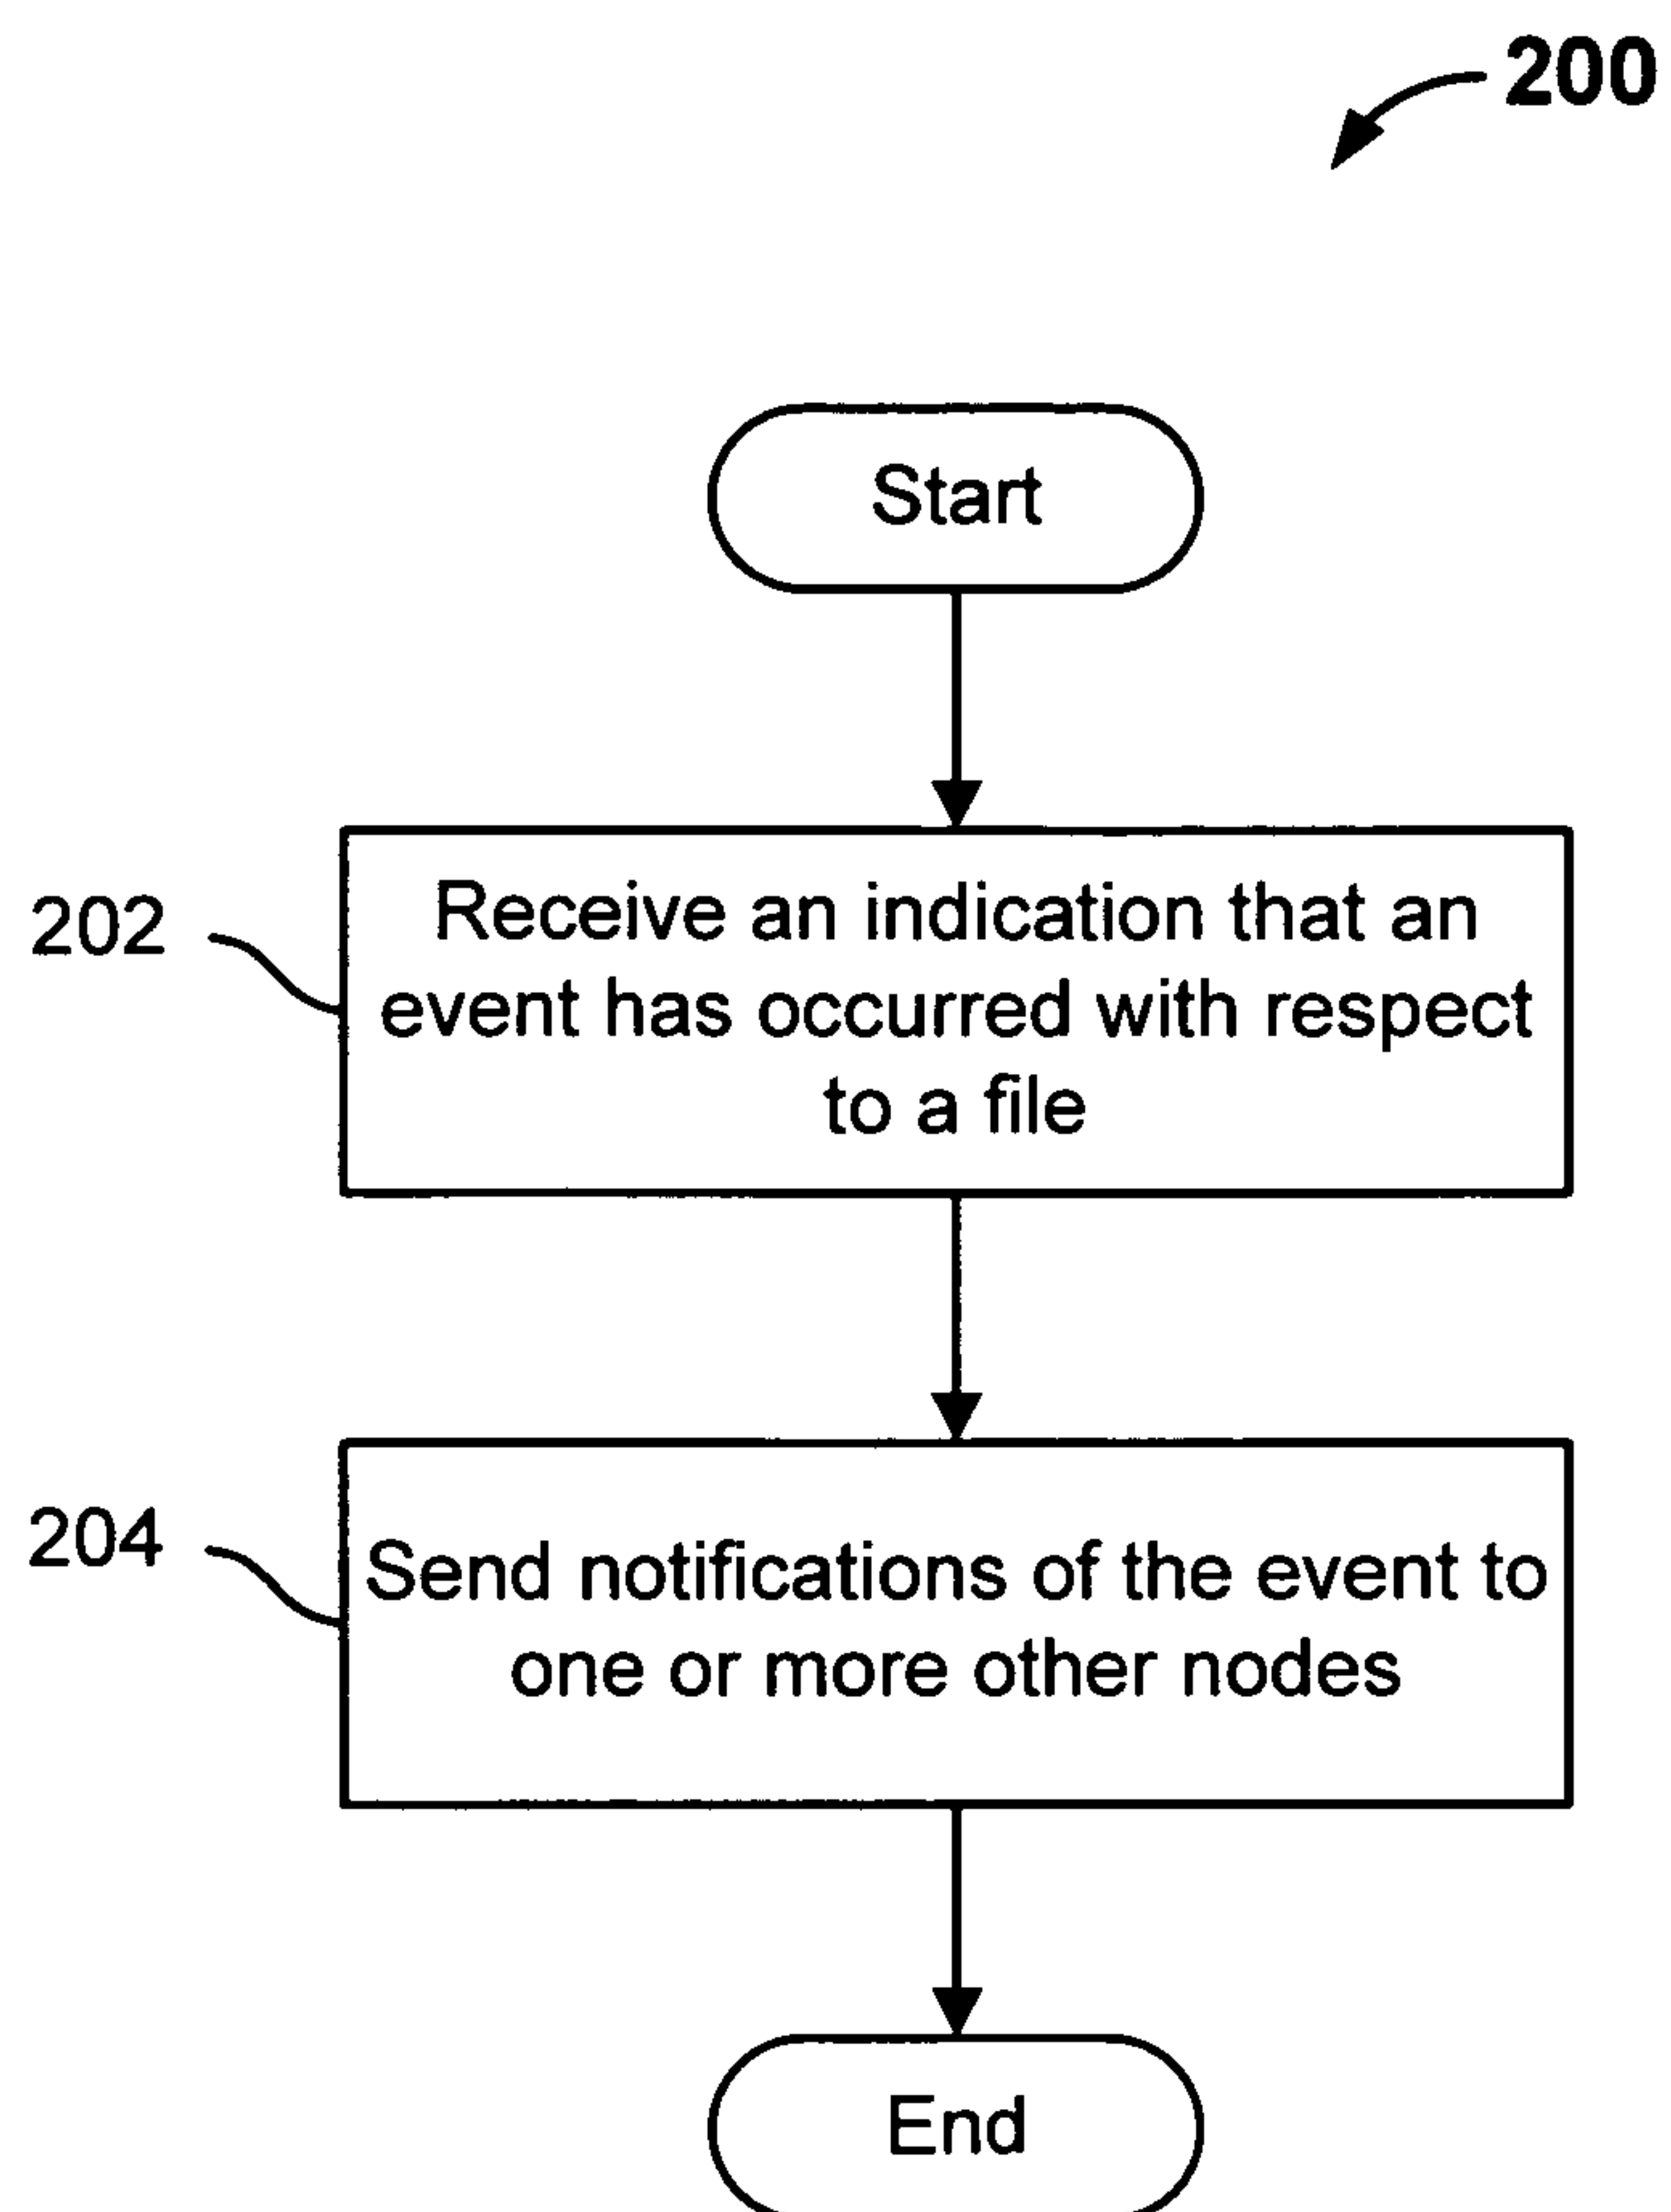 200
Start
202
Receive an indication that an
event has occurred with respect
to a file
204
Send notifications of the event to
one or more other nodes
End